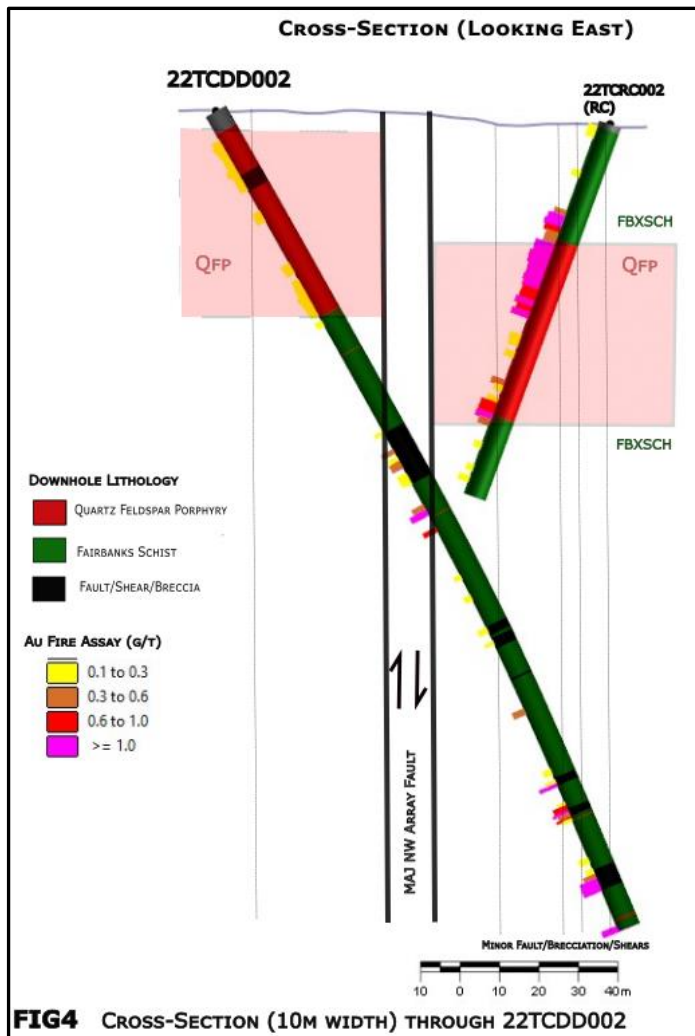 CROSS-SECTION (LOOKING EAST)
22TCDD002
22TCRC002
(RC)
FBXSCH
QFP
QFP
FBXSCH
DOWNHOLE LITHOLOGY
QUARTZ FELDSPAR PORPHYRY
FAIRBANKS SCHIST
FAULT/SHEAR/BRECCIA
AU FIRE ASSAY (G/T)
0.1 to 0.3
0.3 to 0.6
0.6 to 1.0
>= 1.0
MAJ NW ARRAY FAULT
MINOR FAULT/BRECCIATION/SHEARS
10 0 10 20 30 40m
FIG4 CROSS-SECTION (10M WIDTH) THROUGH 22TCDD002